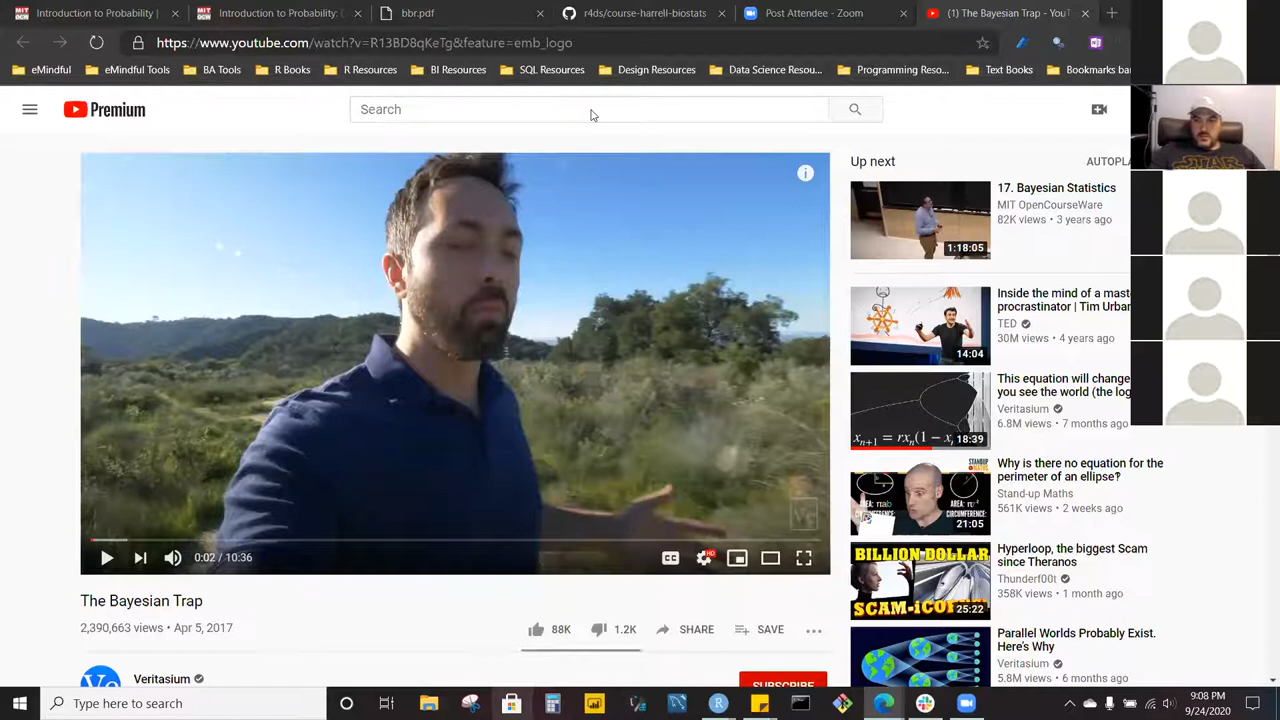 Introduction to Probability:
Introduction to Probability:
bbr.pdf
r4ds/course-harrell-biostats
Post Attendee - Zoom
(1) The Bayesian Trap - YouT
https://www.youtube.com/watch?v=R13BD8qKeTg&feature=emb_logo
eMindful
eMindful Tools
BA Tools
R Books
R Resources
BI Resources
SQL Resources
Design Resources
Data Science Resou...
Programming Reso...
Text Books
Bookmarks bar
Premium
Search
Up next
AUTOPLA
17. Bayesian Statistics
MIT OpenCourseWare
82K views • 3 years ago
1:18:05
Inside the mind of a mast
procrastinator | Tim Urban
TED
30M views • 4 years ago
14:04
This equation will change
you see the world (the log
Veritasium
6.8M views • 7 months ago
18:39
Why is there no equation for the
perimeter of an ellipse‽
Stand-up Maths
561K views • 2 weeks ago
21:05
BILLION DOLLAR
SCAM-iCO
25:22
Hyperloop, the biggest Scam
since Theranos
Thunderf00t
358K views • 1 month ago
Parallel Worlds Probably Exist.
Here's Why
Veritasium
5.8M views • 6 months ago
0:02 / 10:36
CC
HD
The Bayesian Trap
2,390,663 views • Apr 5, 2017
88K
1.2K
SHARE
SAVE
Veritasium
SUBSCRIBE
STAR
Type here to search
9:08 PM
9/24/2020